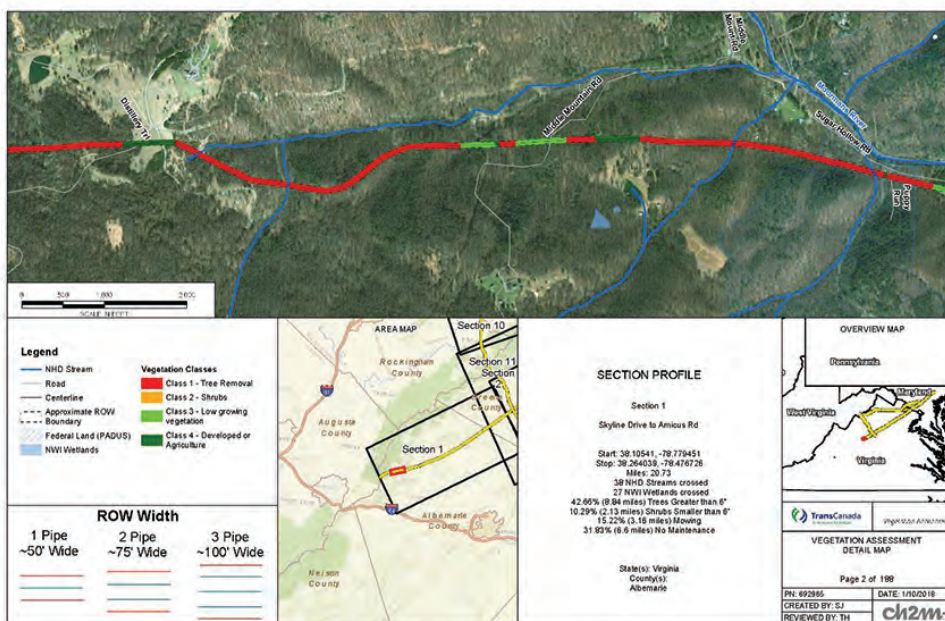 Middle
Mount Rd
Distillery Trl
Middle Mountain Rd
Moormans River
Sugar Hollow Rd
Puppy
Run
0 500 1,000 2,000
SCALE IN FEET
Legend
NHD Stream
Road
Centerline
Approximate ROW
Boundary
Federal Land (PADUS)
NWI Wetlands
Vegetation Classes
Class 1 - Tree Removal
Class 2 - Shrubs
Class 3 - Low growing
vegetation
Class 4 - Developed or
Agriculture
ROW Width
1 Pipe
~50' Wide
2 Pipe
~75' Wide
3 Pipe
~100' Wide
AREA MAP
Section 10
Section 11
Section
Rockingham
County
Greene
County
Augusta
County
Section 1
Albemarle
County
Nelson
County
SECTION PROFILE
Section 1
Skyline Drive to Amicus Rd
Start: 38.10541, -78.779451
Stop: 38.264039, -78.476726
Miles: 20.73
38 NHD Streams crossed
27 NWI Wetlands crossed
42.66% (8.84 miles) Trees Greater than 6"
10.29% (2.13 miles) Shrubs Smaller than 6"
15.22% (3.16 miles) Mowing
31.83% (6.6 miles) No Maintenance
State(s): Virginia
County(s):
Albemarle
OVERVIEW MAP
Pennsylvania
Maryland
West Virginia
Virginia
TransCanada
VEGETATION ASSESSMENT
DETAIL MAP
Page 2 of 188
PN: 692865
DATE: 1/10/2018
CREATED BY: SJ
REVIEWED BY: TH
ch2m